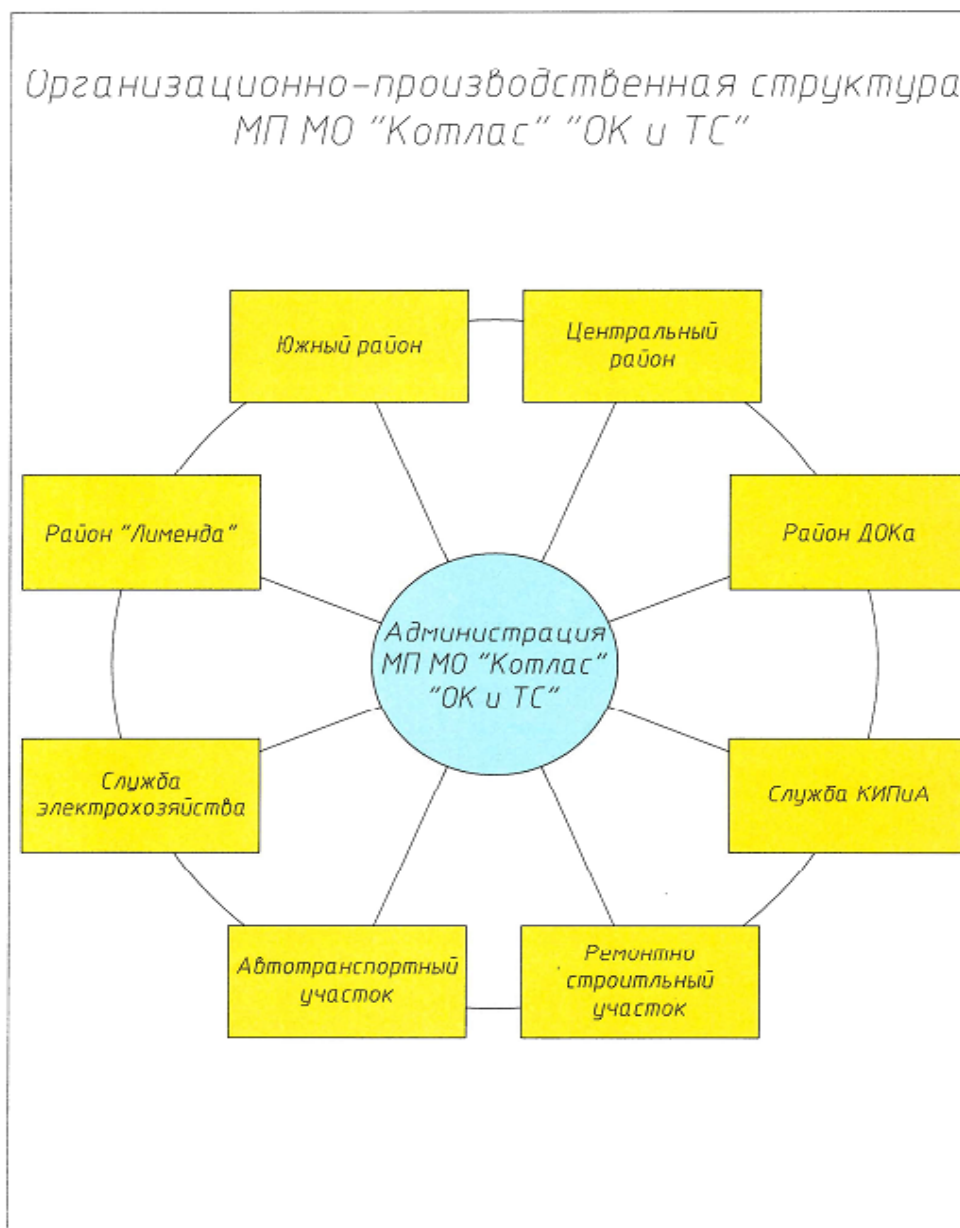 Организационно-производственная структура
МП МО "Котлас" "ОК и ТС"
Южный район
Центральный
район
Район "Лименда"
Район ДОКа
Администрация
МП МО "Котлас"
"ОК и ТС"
Служба
электрохозяйства
Служба КИПиА
Автотранспортный
участок
Ремонтно
строитльный
участок